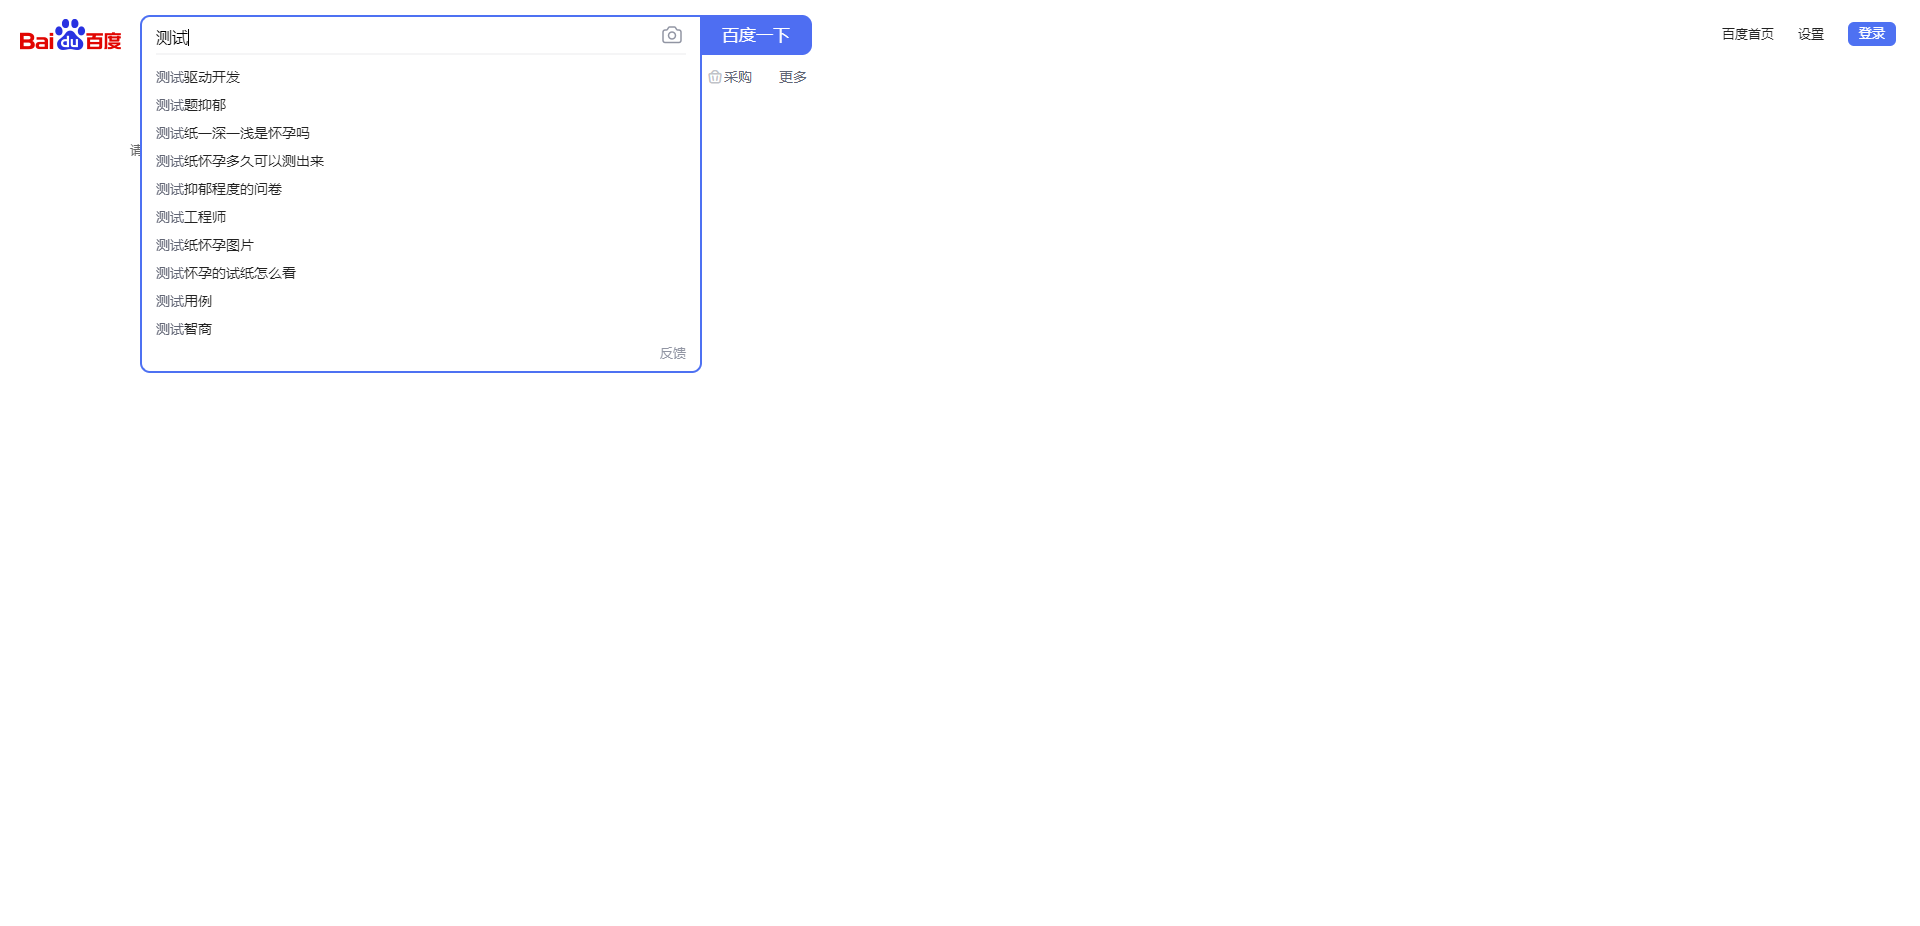 Baidu百度 测试 百度一下 百度首页 设置 登录
测试驱动开发
采购 更多
测试题抑郁
测试纸一深一浅是怀孕吗
请
测试纸怀孕多久可以测出来
测试抑郁程度的问卷
测试工程师
测试纸怀孕图片
测试怀孕的试纸怎么看
测试用例
测试智商
反馈